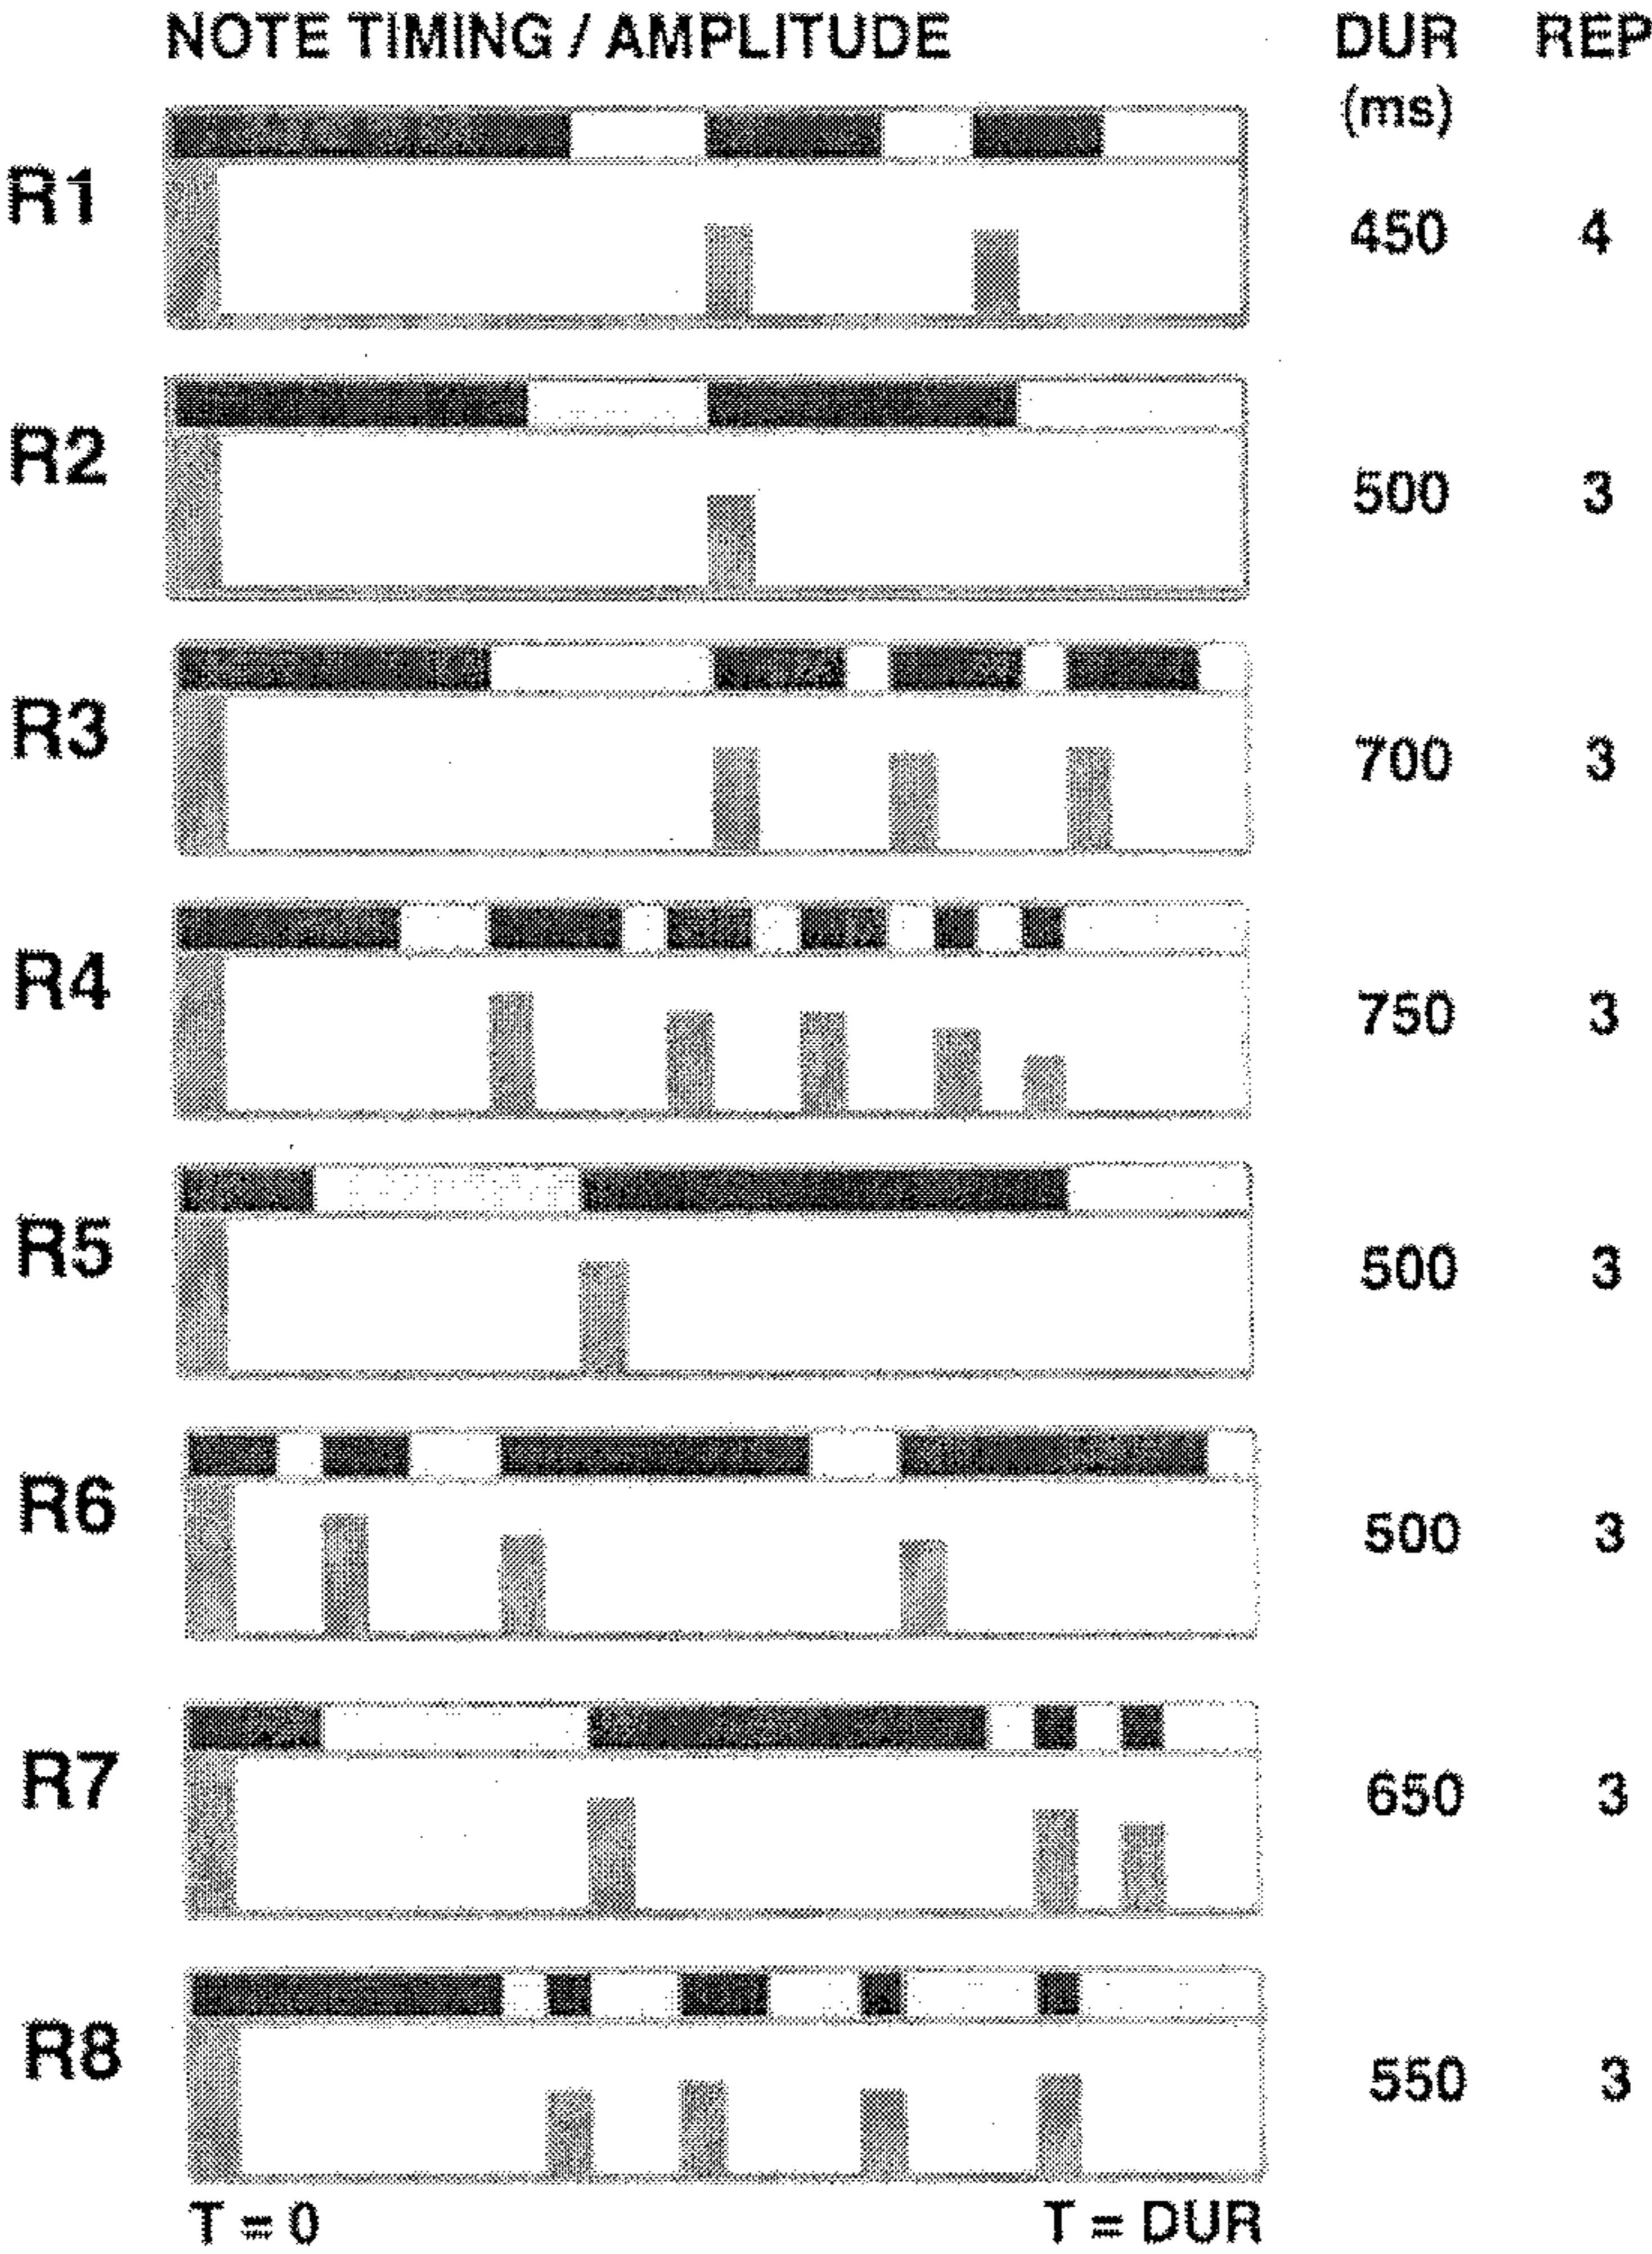 NOTE TIMING / AMPLITUDE DUR REP
(ms)
R1 450 4
R2 500 3
R3 700 3
R4 750 3
R5 500 3
R6 500 3
R7 650 3
R8 550 3
T = 0 T = DUR